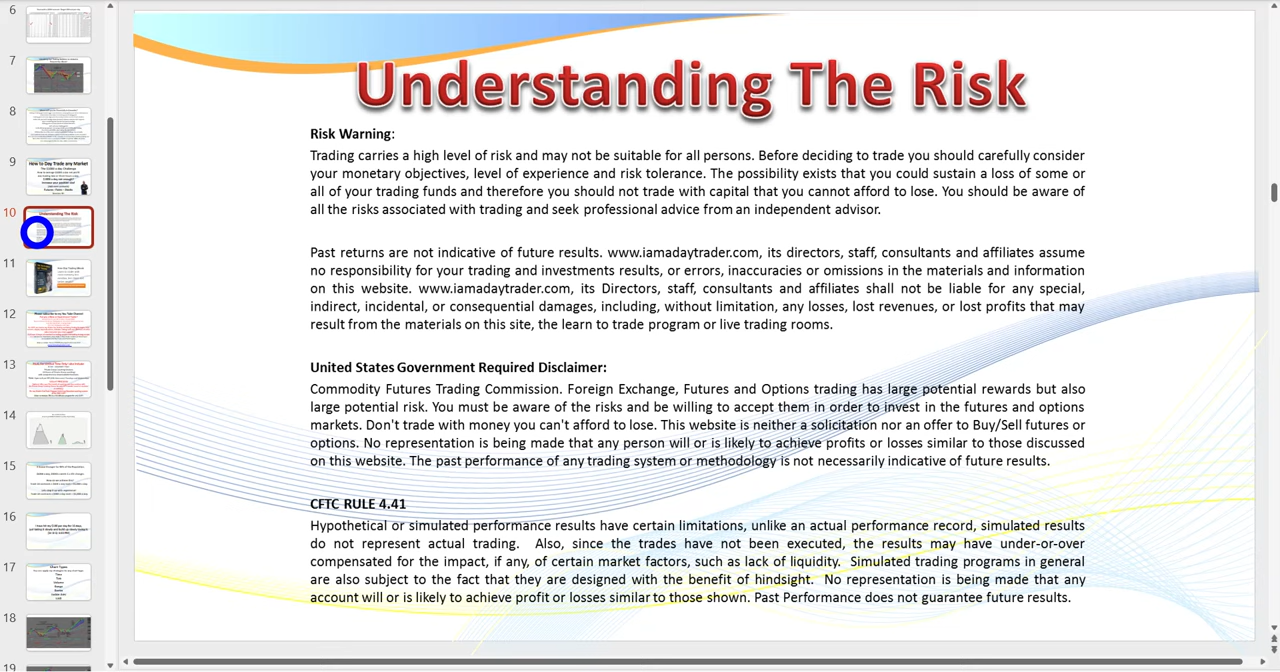 6
7
8
9
How to Day Trade any Market
10
Understanding The Risk
11
12
13
14
15
16
17
Chart Types
18
19
Understanding The Risk
Risk Warning:
Trading carries a high level of risk and may not be suitable for all persons. Before deciding to trade you should carefully consider
your monetary objectives, level of experience and risk tolerance. The possibility exists that you could sustain a loss of some or
all of your trading funds and therefore you should not trade with capital that you cannot afford to lose. You should be aware of
all the risks associated with trading and seek professional advice from an independent advisor.
Past returns are not indicative of future results. www.iamadaytrader.com, its directors, staff, consultants and affiliates assume
no responsibility for your trading and investments results, or errors, inaccuracies or omissions in the materials and information
on this website. www.iamadaytrader.com, its Directors, staff, consultants and affiliates shall not be liable for any special,
indirect, incidental, or consequential damages, including, without limitation any losses, lost revenues, or lost profits that may
result from the materials on this site, the learn to trade program or live trading rooms.
United States Government Required Disclaimer:
Commodity Futures Trading Commission. Foreign Exchange, Futures and Options trading has large potential rewards but also
large potential risk. You must be aware of the risks and be willing to accept them in order to invest in the futures and options
markets. Don't trade with money you can't afford to lose. This website is neither a solicitation nor an offer to Buy/Sell futures or
options. No representation is being made that any person will or is likely to achieve profits or losses similar to those discussed
on this website. The past performance of any trading system or methodology is not necessarily indicative of future results.
CFTC RULE 4.41
Hypothetical or simulated performance results have certain limitations, unlike an actual performance record, simulated results
do not represent actual trading. Also, since the trades have not been executed, the results may have under-or-over
compensated for the impact, if any, of certain market factors, such as lack of liquidity. Simulated trading programs in general
are also subject to the fact that they are designed with the benefit of hindsight. No representation is being made that any
account will or is likely to achieve profit or losses similar to those shown. Past Performance does not guarantee future results.